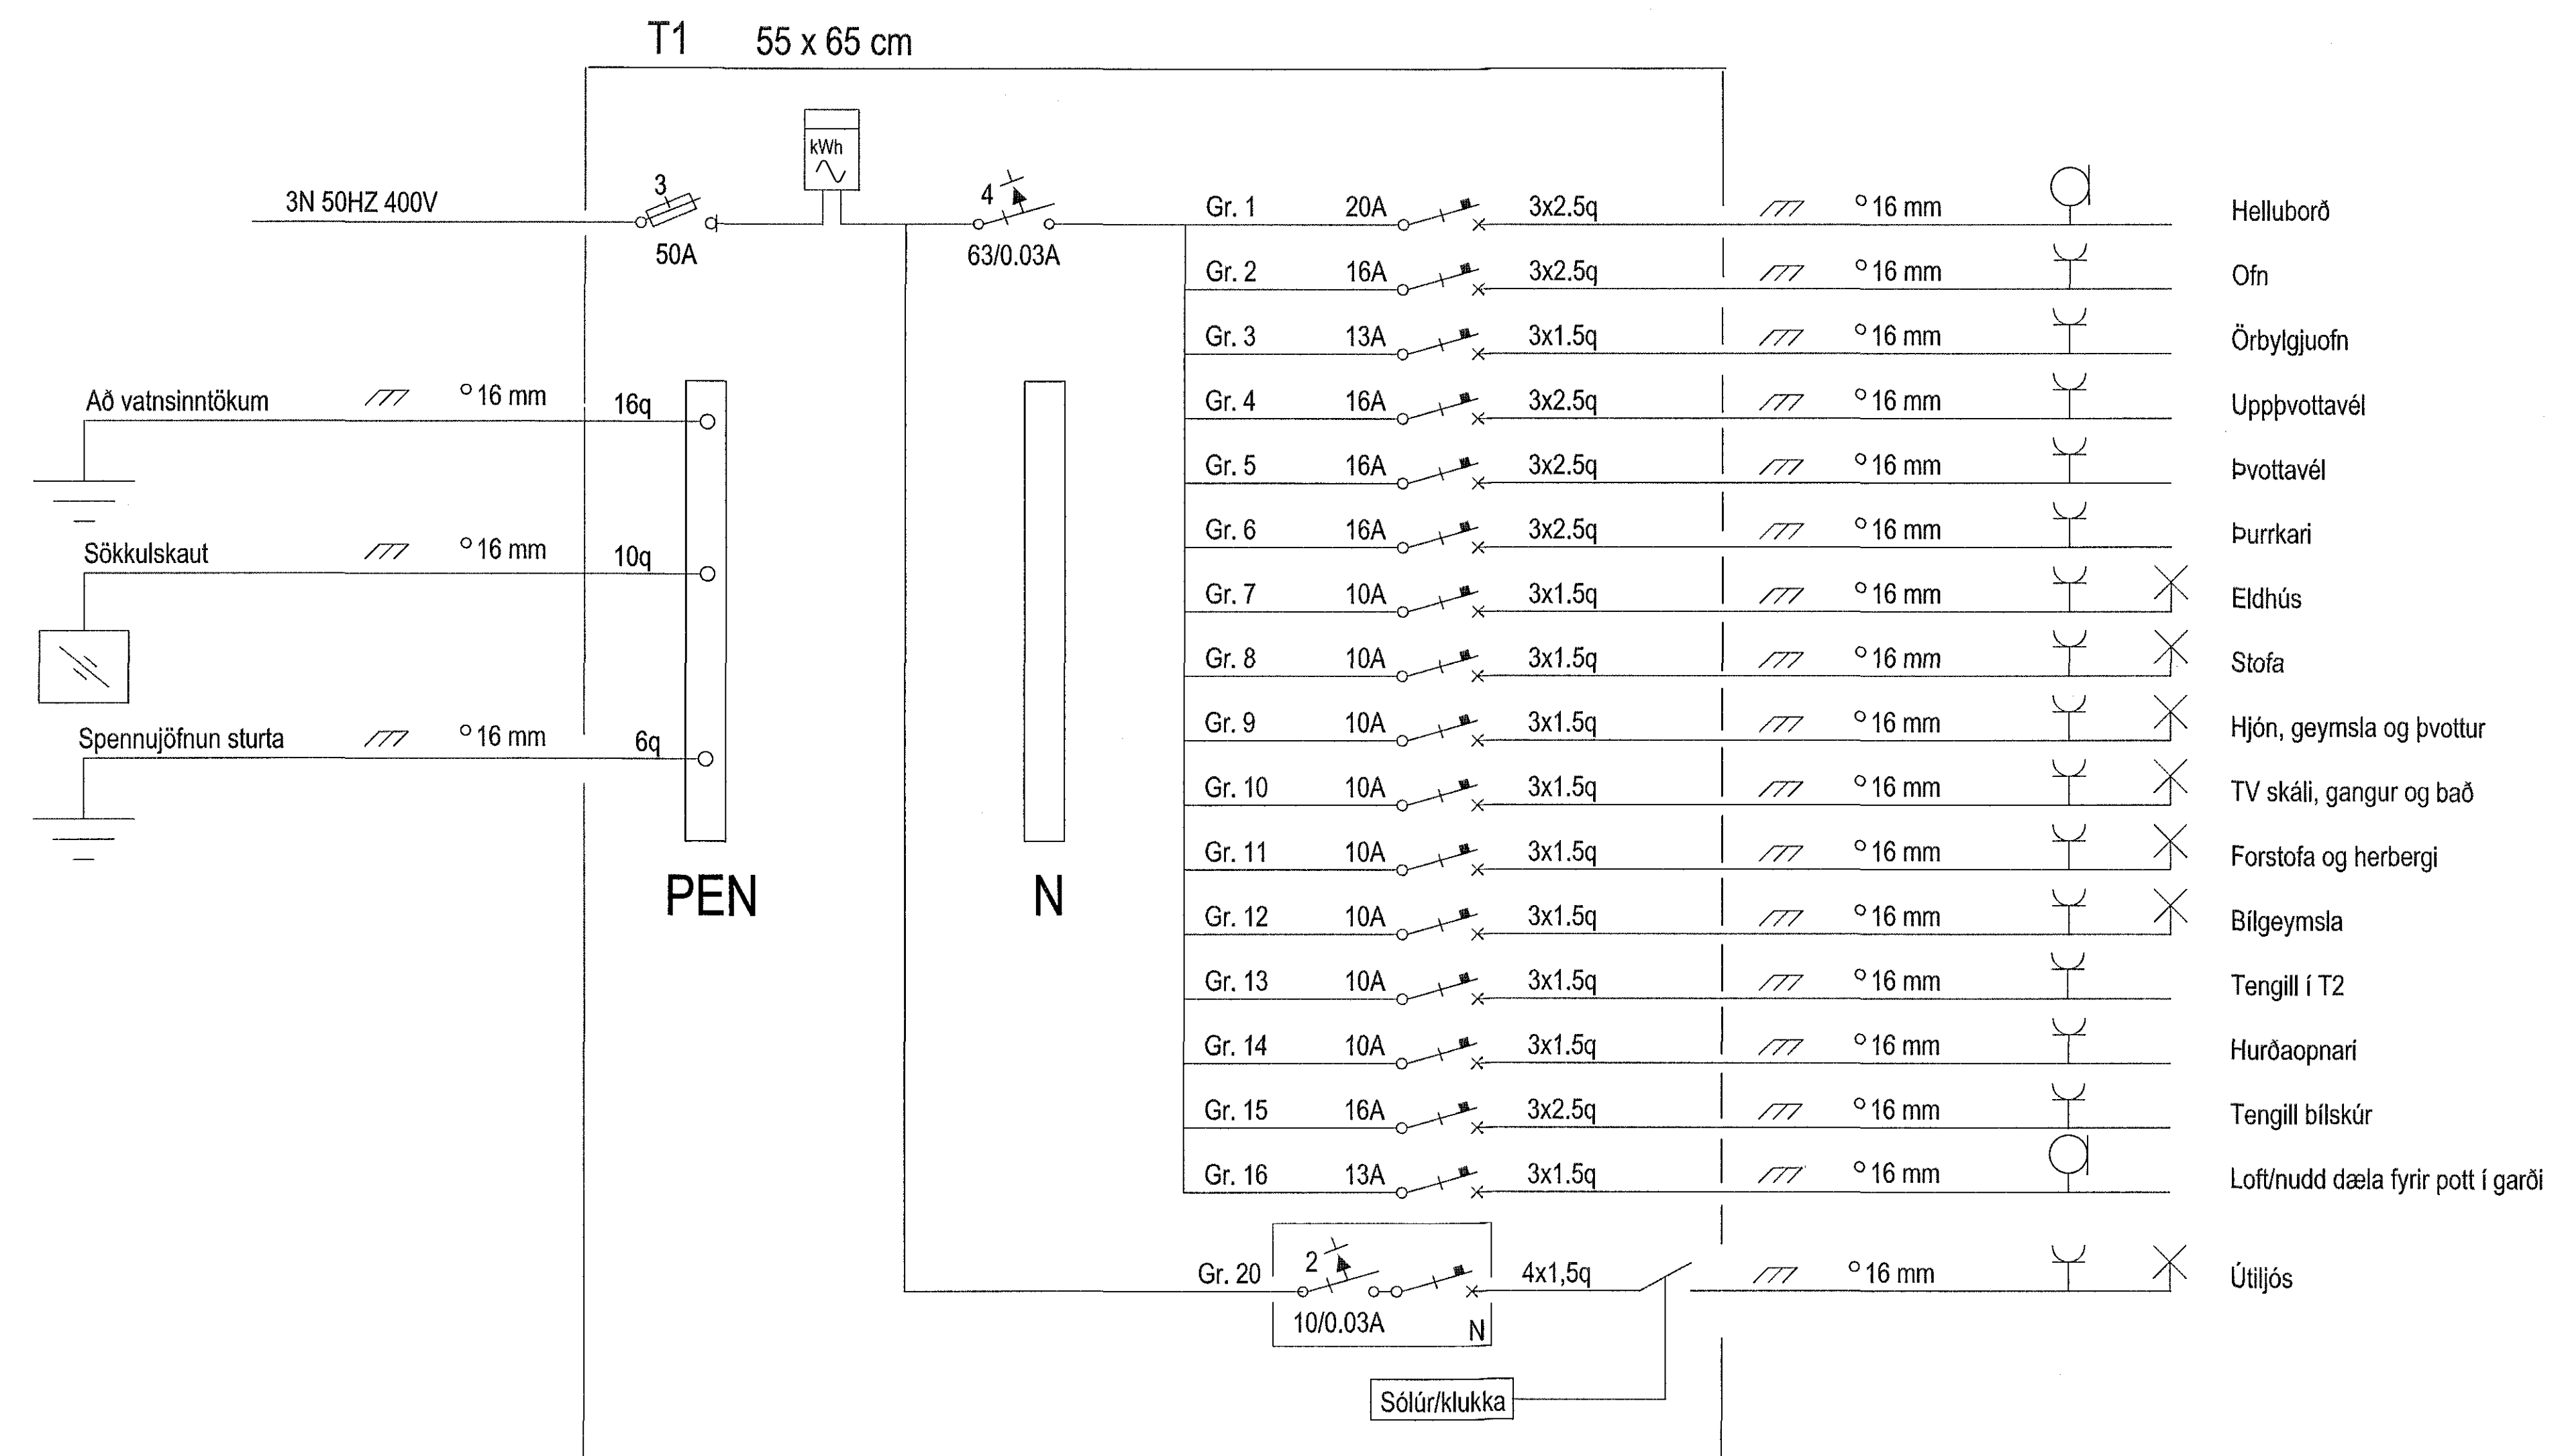 T1 55 x 65 cm
kWh
3N 50HZ 400V
3
50A
4
63/0.03A
Að vatnsinntökum °16 mm 16q
Sökkulskaut °16 mm 10q
Spennujöfnun sturta °16 mm 6q
PEN
N
Gr. 1 20A 3x2.5q °16 mm Helluborð
Gr. 2 16A 3x2.5q °16 mm Ofn
Gr. 3 13A 3x1.5q °16 mm Örbylgjuofn
Gr. 4 16A 3x2.5q °16 mm Uppþvottavél
Gr. 5 16A 3x2.5q °16 mm Þvottavél
Gr. 6 16A 3x2.5q °16 mm Þurrkari
Gr. 7 10A 3x1.5q °16 mm Eldhús
Gr. 8 10A 3x1.5q °16 mm Stofa
Gr. 9 10A 3x1.5q °16 mm Hjón, geymsla og þvottur
Gr. 10 10A 3x1.5q °16 mm TV skáli, gangur og bað
Gr. 11 10A 3x1.5q °16 mm Forstofa og herbergi
Gr. 12 10A 3x1.5q °16 mm Bílgeymsla
Gr. 13 10A 3x1.5q °16 mm Tengill í T2
Gr. 14 10A 3x1.5q °16 mm Hurðaopnari
Gr. 15 16A 3x2.5q °16 mm Tengill bílskúr
Gr. 16 13A 3x1.5q °16 mm Loft/nudd dæla fyrir pott í garði
Gr. 20 2 4x1,5q °16 mm Útiljós
10/0.03A N
Sólúr/klukka